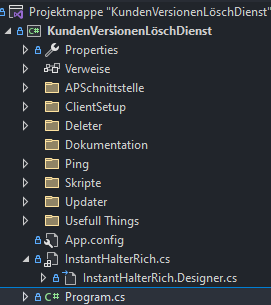 Projektmappe "KundenVersionenLöschDienst"
C# KundenVersionenLöschDienst
Properties
Verweise
APSchnittstelle
ClientSetup
Deleter
Dokumentation
Ping
Skripte
Updater
Usefull Things
App.config
InstantHalterRich.cs
InstantHalterRich.Designer.cs
C# Program.cs